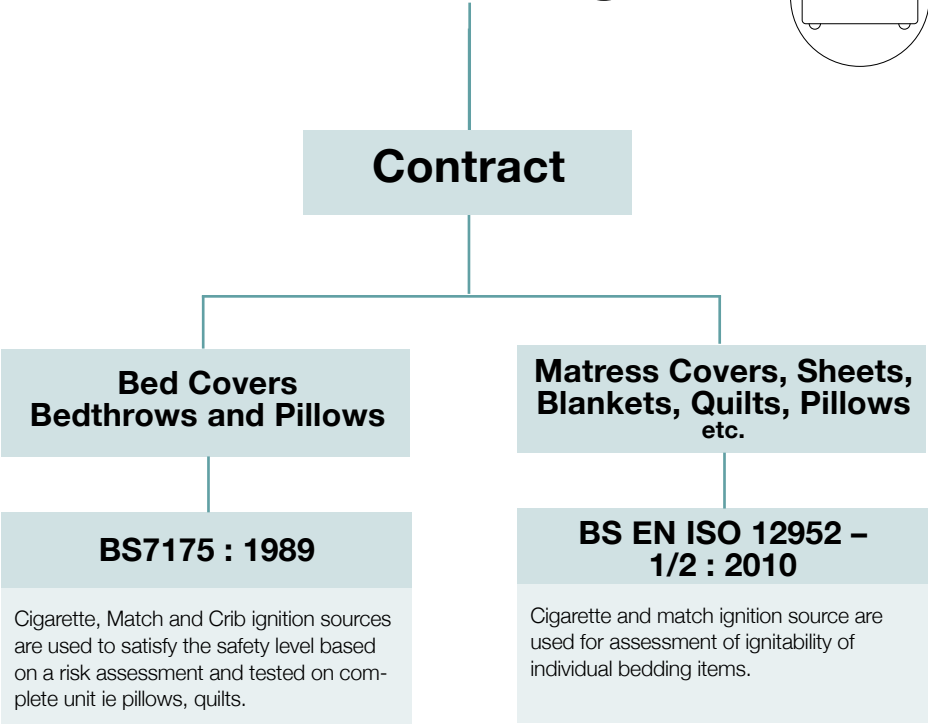 Contract
Bed Covers
Bedthrows and Pillows
BS7175 : 1989
Cigarette, Match and Crib ignition sources
are used to satisfy the safety level based
on a risk assessment and tested on com-
plete unit ie pillows, quilts.
Matress Covers, Sheets,
Blankets, Quilts, Pillows
etc.
BS EN ISO 12952 –
1/2 : 2010
Cigarette and match ignition source are
used for assessment of ignitability of
individual bedding items.